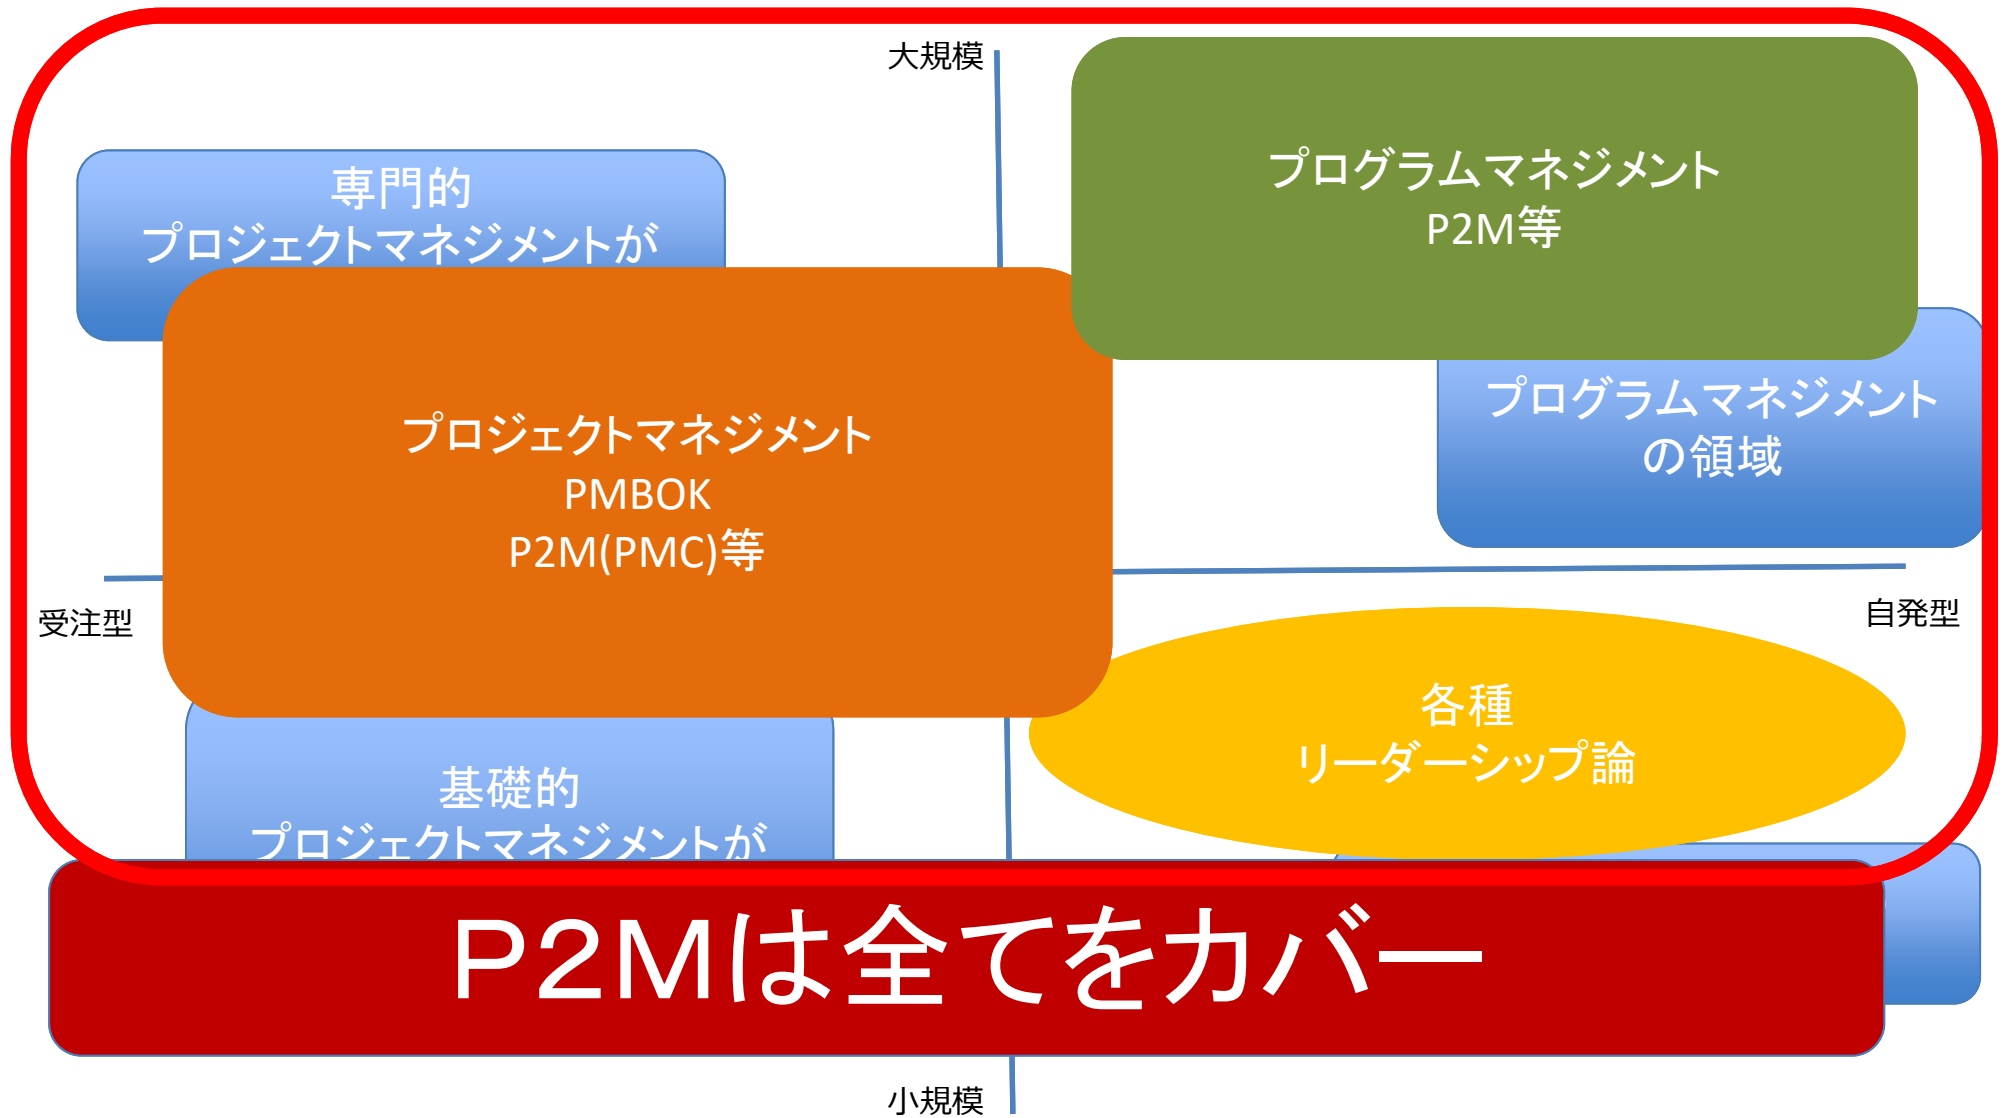 大規模
プログラムマネジメント
P2M等
専門的
プロジェクトマネジメントが
プログラムマネジメント
の領域
プロジェクトマネジメント
PMBOK
P2M(PMC)等
受注型
自発型
各種
リーダーシップ論
基礎的
プロジェクトマネジメントが
P2Mは全てをカバー
小規模